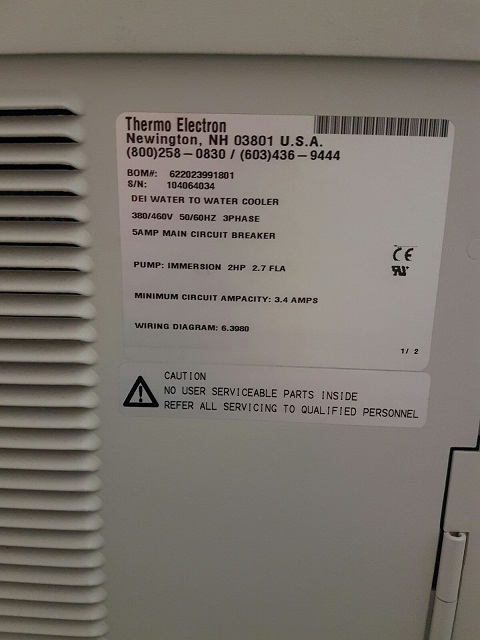 Thermo Electron
Newington, NH 03801 U.S.A.
(800)258-0830 / (603)436-9444
BOM#: 622023991801
S/N: 104064034
DEI WATER TO WATER COOLER
380/460V 50/60HZ 3PHASE
5AMP MAIN CIRCUIT BREAKER
CE
PUMP: IMMERSION 2HP 2.7 FLA
MINIMUM CIRCUIT AMPACITY: 3.4 AMPS
WIRING DIAGRAM: 6.3980
1/ 2
CAUTION
NO USER SERVICEABLE PARTS INSIDE
REFER ALL SERVICING TO QUALIFIED PERSONNEL